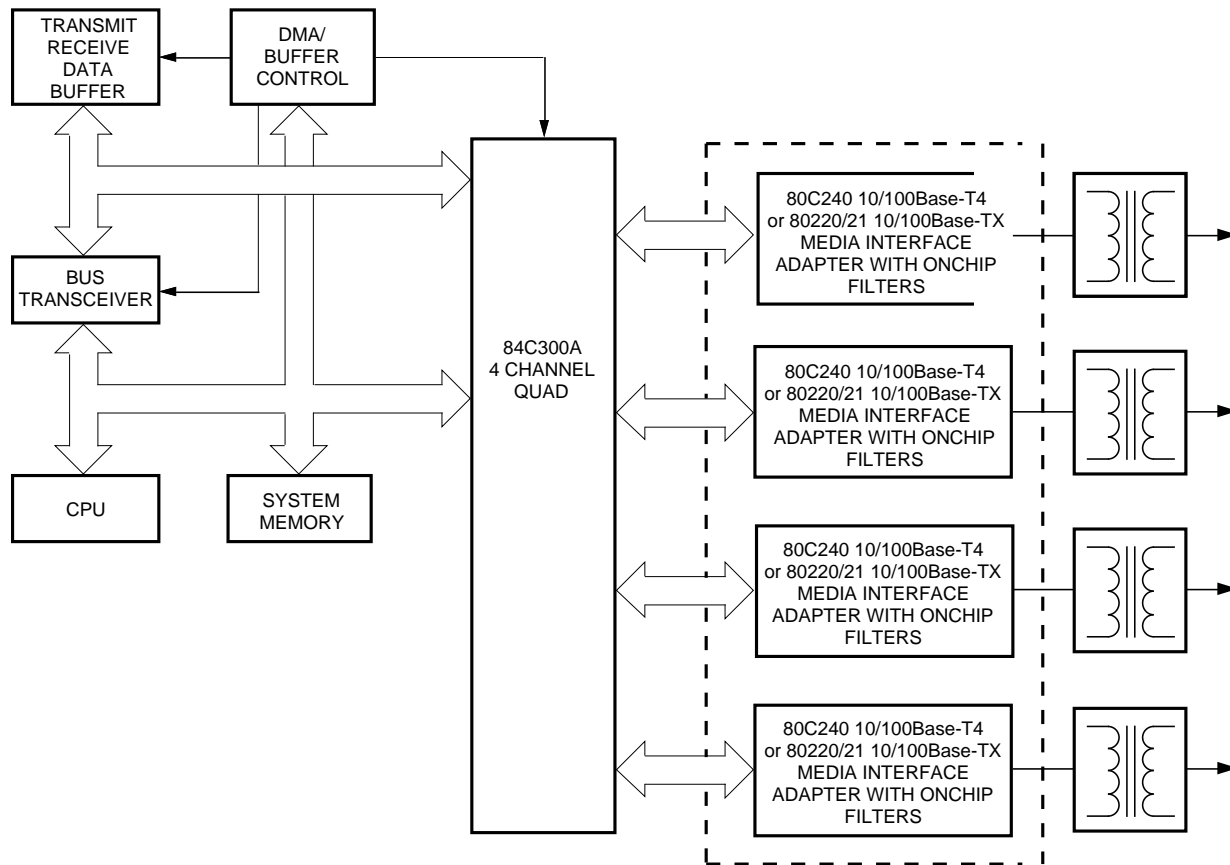 TRANSMIT
RECEIVE
DATA
BUFFER
DMA/
BUFFER
CONTROL
BUS
TRANSCEIVER
CPU
SYSTEM
MEMORY
84C300A
4 CHANNEL
QUAD
80C240 10/100Base-T4
or 80220/21 10/100Base-TX
MEDIA INTERFACE
ADAPTER WITH ONCHIP
FILTERS
80C240 10/100Base-T4
or 80220/21 10/100Base-TX
MEDIA INTERFACE
ADAPTER WITH ONCHIP
FILTERS
80C240 10/100Base-T4
or 80220/21 10/100Base-TX
MEDIA INTERFACE
ADAPTER WITH ONCHIP
FILTERS
80C240 10/100Base-T4
or 80220/21 10/100Base-TX
MEDIA INTERFACE
ADAPTER WITH ONCHIP
FILTERS